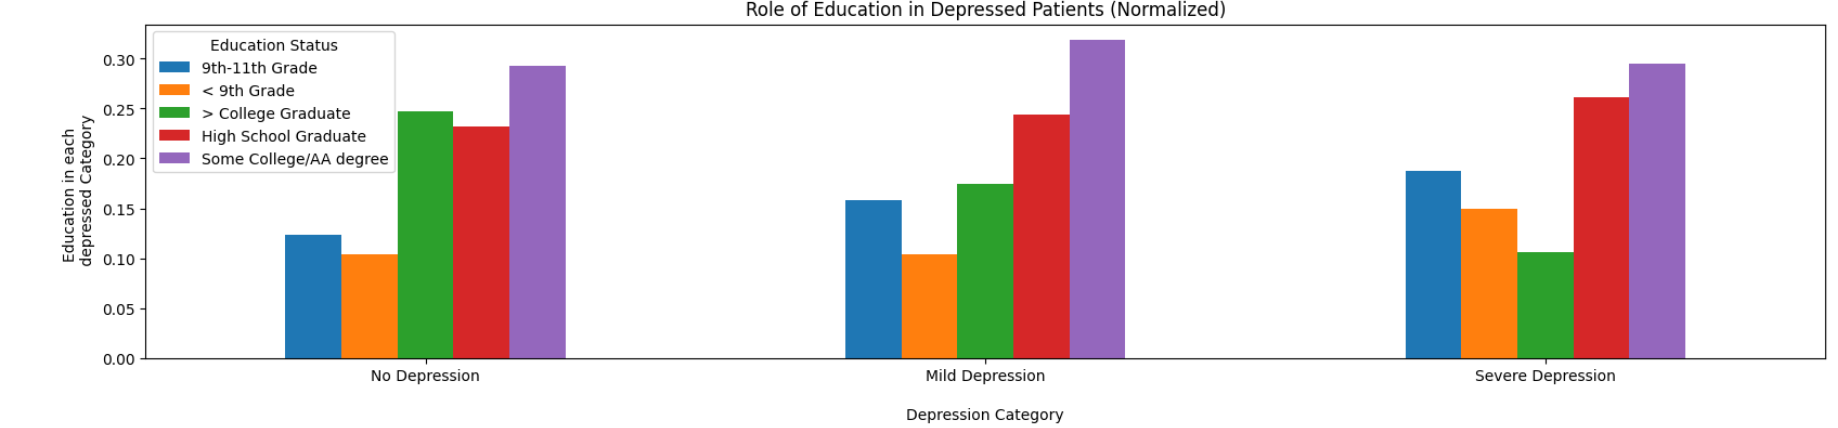 Role of Education in Depressed Patients (Normalized)
Education Status
9th-11th Grade
< 9th Grade
> College Graduate
High School Graduate
Some College/AA degree
Education in each
depressed Category
0.30
0.25
0.20
0.15
0.10
0.05
0.00
No Depression
Mild Depression
Severe Depression
Depression Category